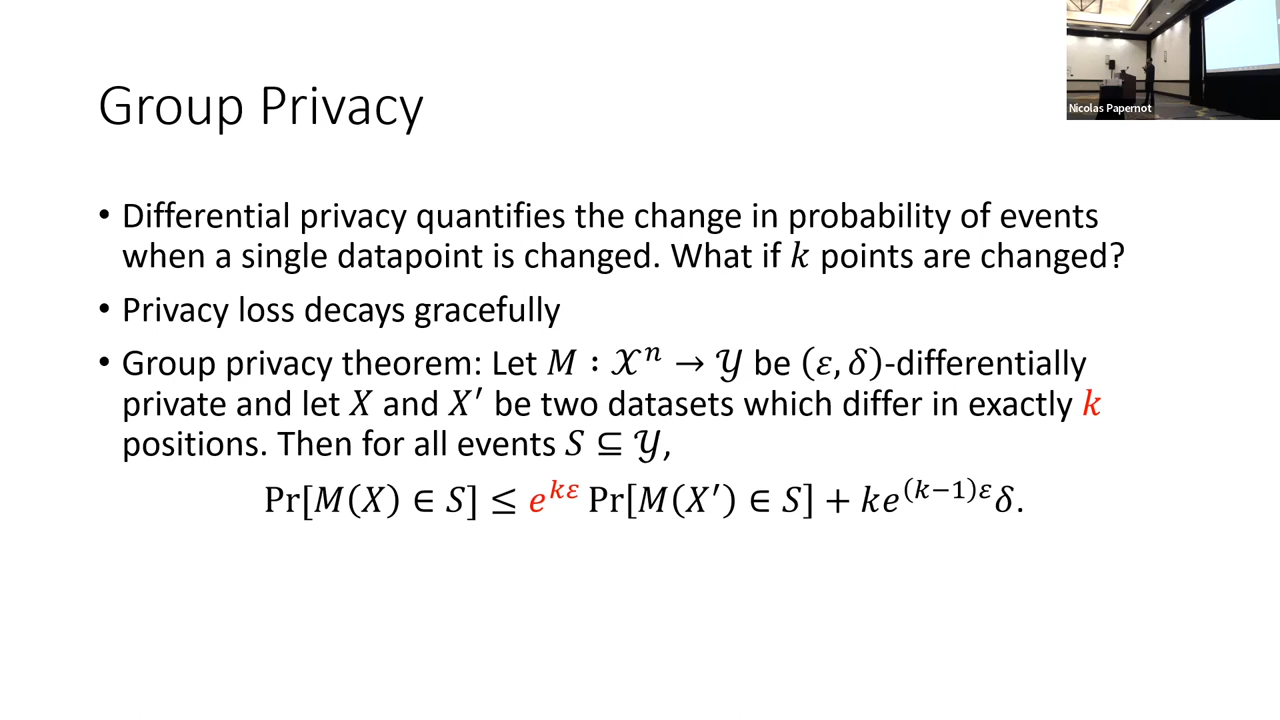 Nicolas Papernot
Group Privacy
• Differential privacy quantifies the change in probability of events
when a single datapoint is changed. What if 𝑘 points are changed?
• Privacy loss decays gracefully
• Group privacy theorem: Let 𝑀 : 𝒳ⁿ → 𝒴 be (𝜀, 𝛿)-differentially
private and let 𝑋 and 𝑋′ be two datasets which differ in exactly 𝑘
positions. Then for all events 𝑆 ⊆ 𝒴,
Pr[𝑀(𝑋) ∈ 𝑆] ≤ 𝑒^{𝑘𝜀} Pr[𝑀(𝑋′) ∈ 𝑆] + 𝑘𝑒^{(𝑘−1)𝜀}𝛿.